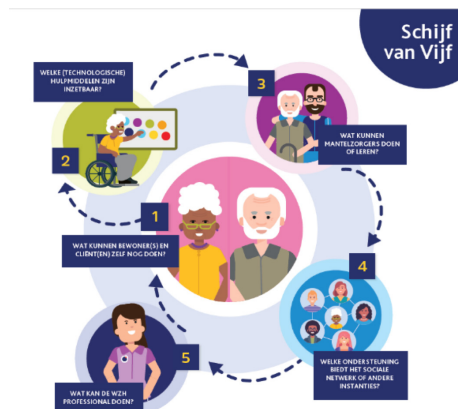 Schijf
van Vijf
1
WAT KUNNEN BEWONER(S) EN
CLIËNT(EN) ZELF NOG DOEN?
2
WELKE (TECHNOLOGISCHE)
HULPMIDDELEN ZIJN
INZETBAAR?
3
WAT KUNNEN
MANTELZORGERS DOEN
OF LEREN?
4
WELKE ONDERSTEUNING
BIEDT HET SOCIALE
NETWERK OF ANDERE
INSTANTIES?
5
WAT KAN DE WZH
PROFESSIONAL DOEN?